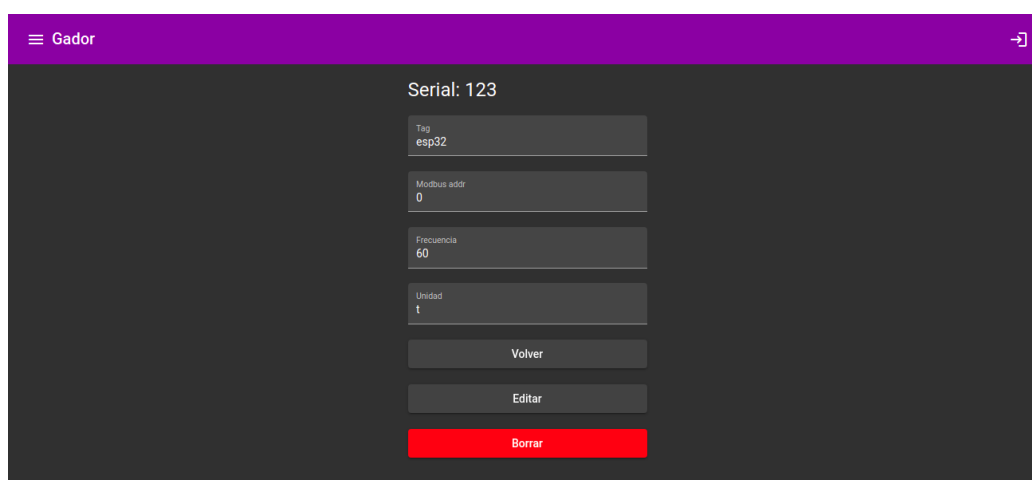 Gador
Serial: 123
Tag
esp32
Modbus addr
0
Frecuencia
60
Unidad
t
Volver
Editar
Borrar